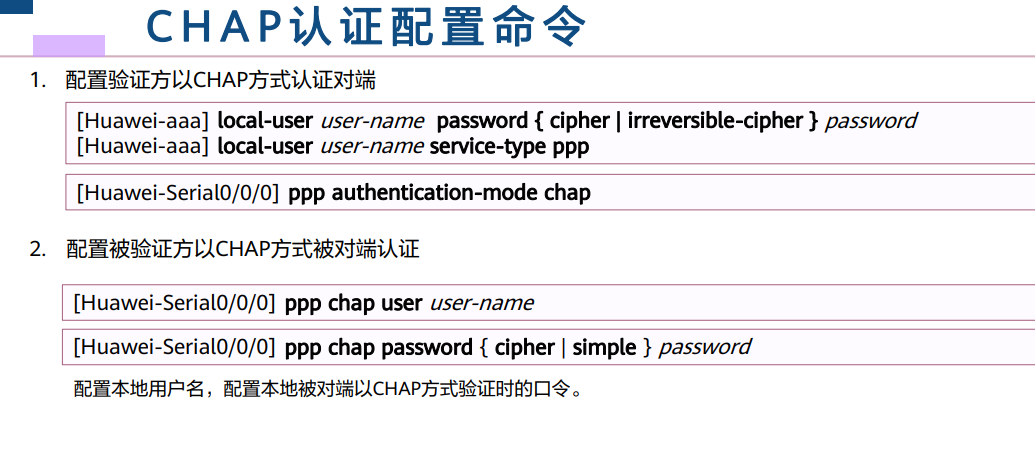 CHAP认证配置命令
1. 配置验证方以CHAP方式认证对端
[Huawei-aaa] local-user user-name password { cipher | irreversible-cipher } password
[Huawei-aaa] local-user user-name service-type ppp
[Huawei-Serial0/0/0] ppp authentication-mode chap
2. 配置被验证方以CHAP方式被对端认证
[Huawei-Serial0/0/0] ppp chap user user-name
[Huawei-Serial0/0/0] ppp chap password { cipher | simple } password
配置本地用户名，配置本地被对端以CHAP方式验证时的口令。